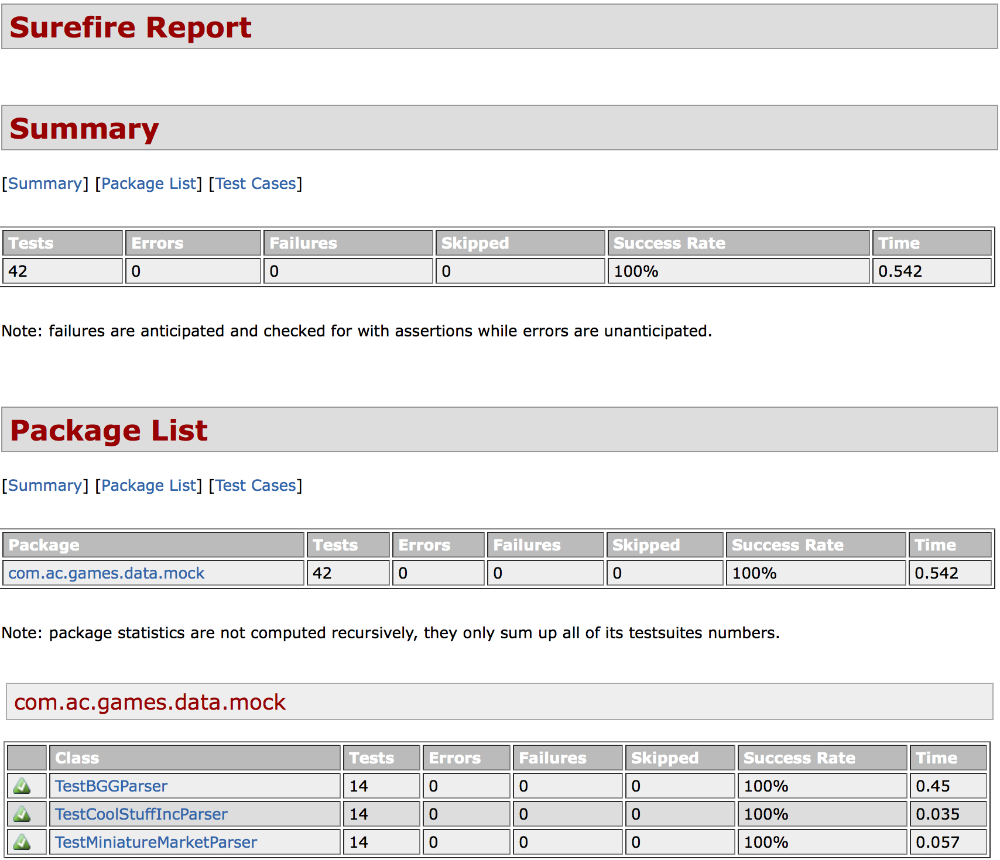 Surefire Report
Summary
[Summary] [Package List] [Test Cases]
Tests Errors Failures Skipped Success Rate Time
42 0 0 0 100% 0.542
Note: failures are anticipated and checked for with assertions while errors are unanticipated.
Package List
[Summary] [Package List] [Test Cases]
Package Tests Errors Failures Skipped Success Rate Time
com.ac.games.data.mock 42 0 0 0 100% 0.542
Note: package statistics are not computed recursively, they only sum up all of its testsuites numbers.
com.ac.games.data.mock
Class Tests Errors Failures Skipped Success Rate Time
TestBGGParser 14 0 0 0 100% 0.45
TestCoolStuffIncParser 14 0 0 0 100% 0.035
TestMiniatureMarketParser 14 0 0 0 100% 0.057